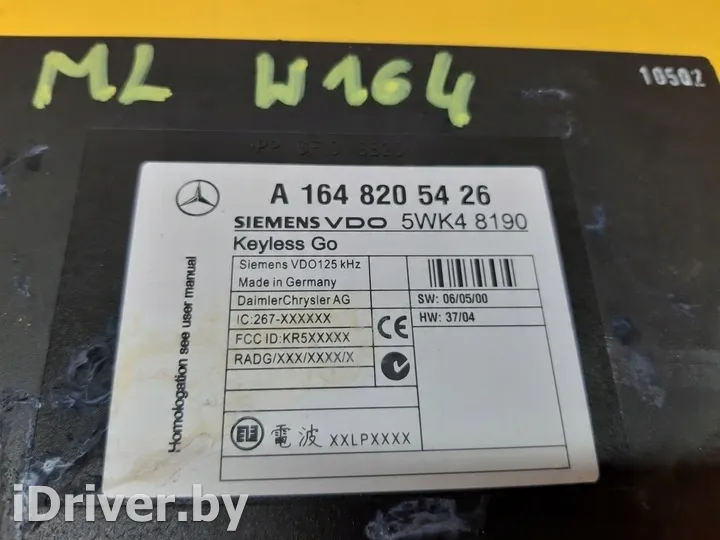 ML W164
10502
A 164 820 54 26
SIEMENS VDO 5WK4 8190
Keyless Go
Siemens VDO125 kHz
Made in Germany
DaimlerChrysler AG
SW: 06/05/00
IC:267-XXXXXX
HW: 37/04
FCC ID:KR5XXXXX
RADG/XXX/XXXX/X
CE
N
電波 XXLPXXXX
Homologation see user manual
iDriver.by